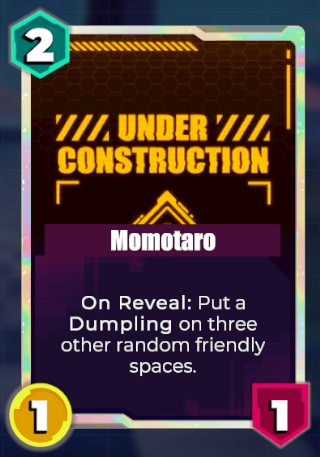 2
UNDER
CONSTRUCTION
Momotaro
On Reveal: Put a
Dumpling on three
other random friendly
spaces.
1
1